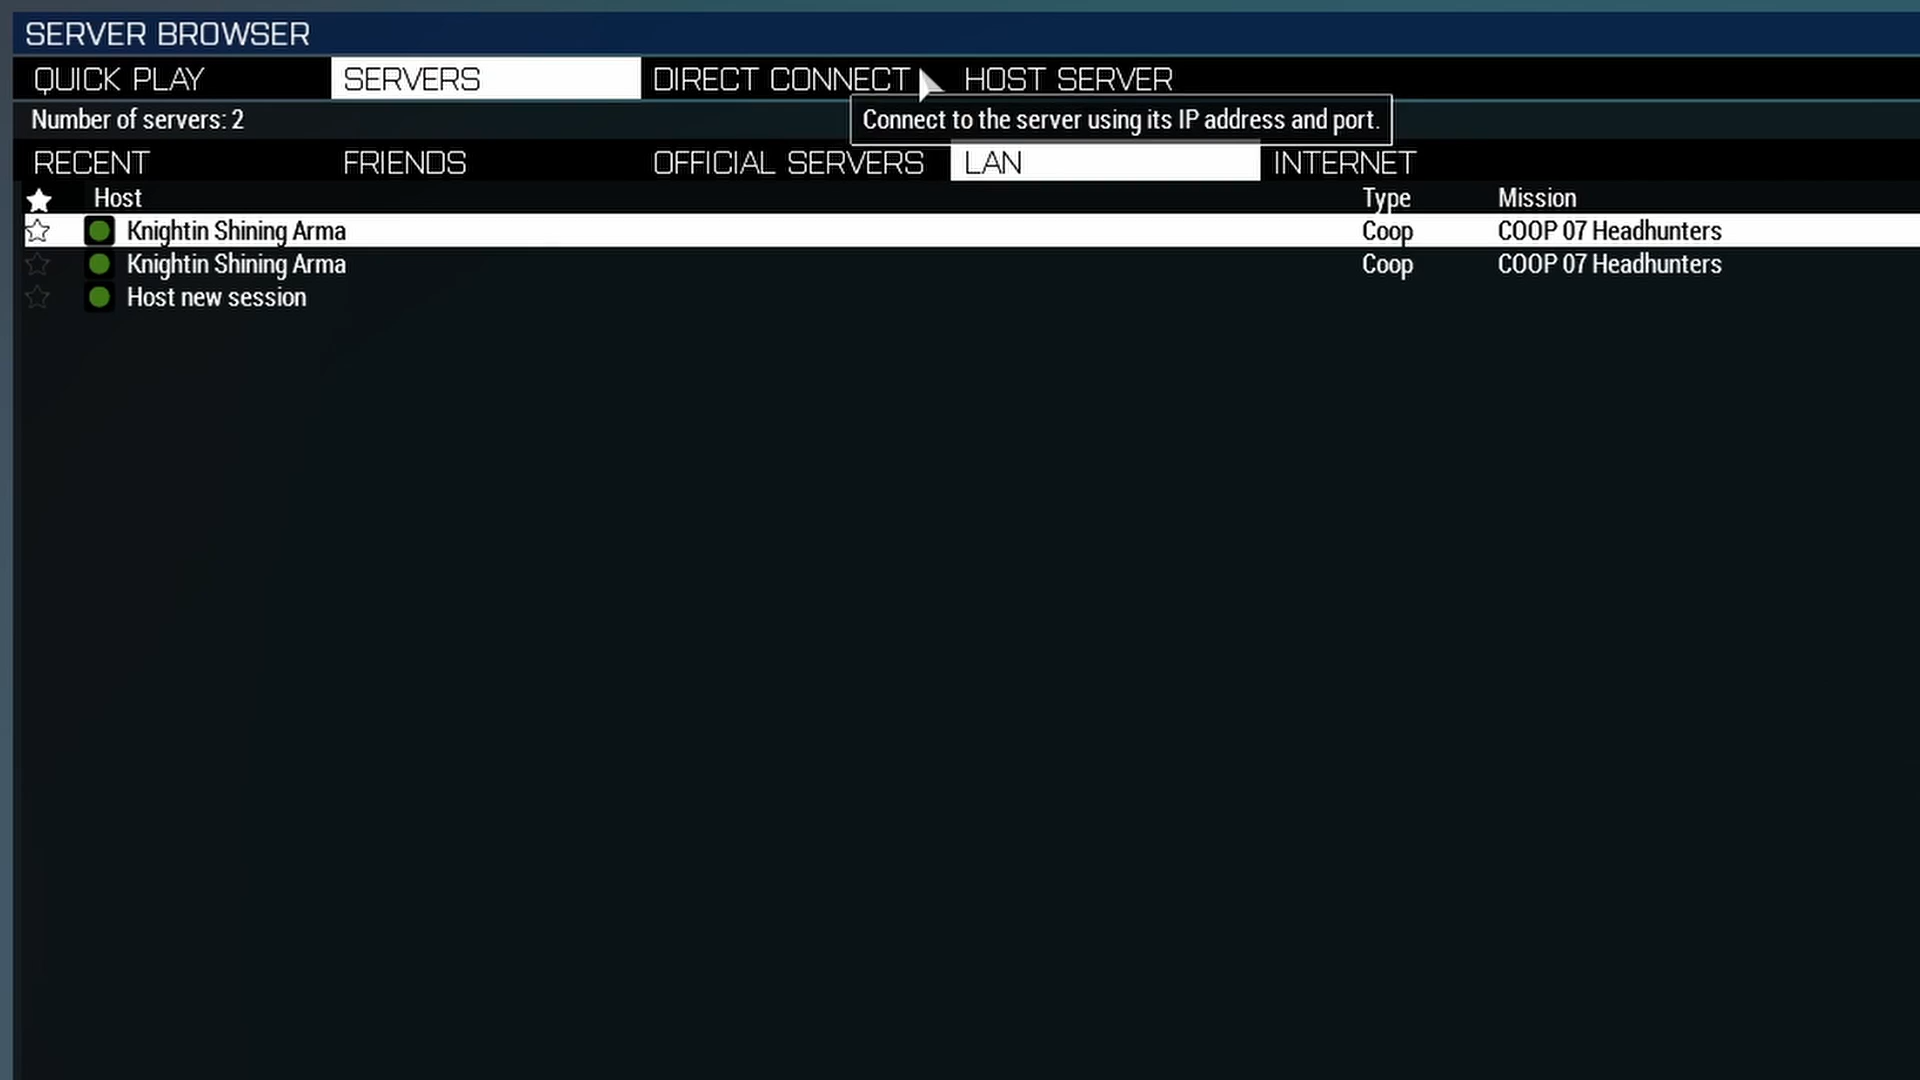 SERVER BROWSER
QUICK PLAY SERVERS DIRECT CONNECT HOST SERVER
Number of servers: 2
Connect to the server using its IP address and port.
RECENT FRIENDS OFFICIAL SERVERS LAN INTERNET
Host Type Mission
Knightin Shining Arma Coop COOP 07 Headhunters
Knightin Shining Arma Coop COOP 07 Headhunters
Host new session